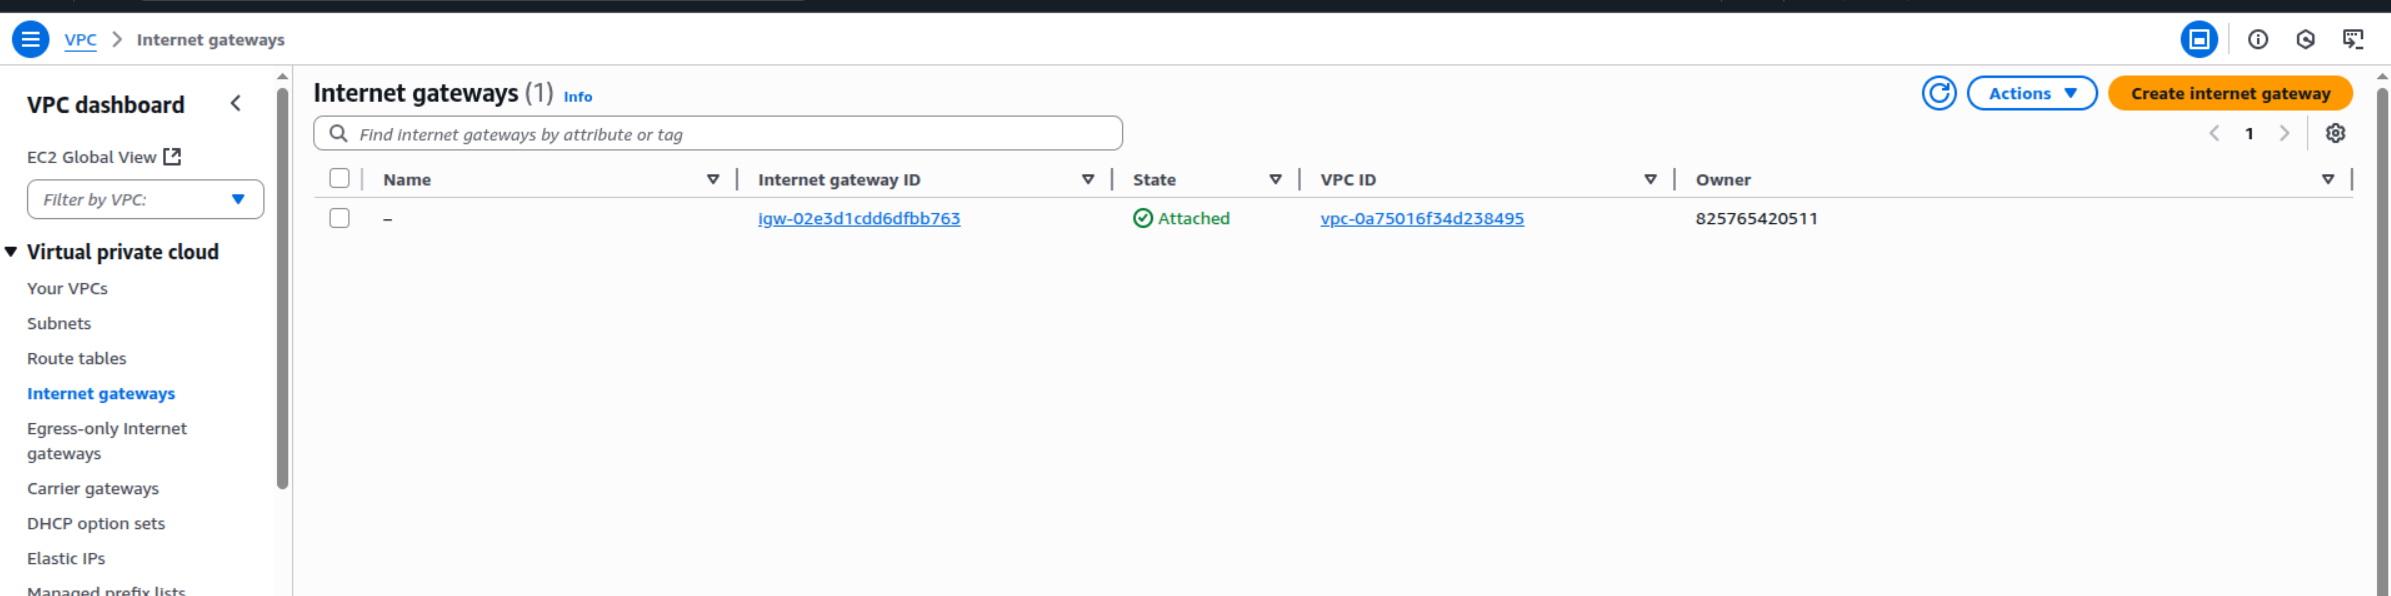 VPC > Internet gateways
VPC dashboard
EC2 Global View
Filter by VPC:
Virtual private cloud
Your VPCs
Subnets
Route tables
Internet gateways
Egress-only Internet
gateways
Carrier gateways
DHCP option sets
Elastic IPs
Managed prefix lists
Internet gateways (1) Info
Actions
Create internet gateway
Find internet gateways by attribute or tag
1
Name Internet gateway ID State VPC ID Owner
– igw-02e3d1cdd6dfbb763 Attached vpc-0a75016f34d238495 825765420511